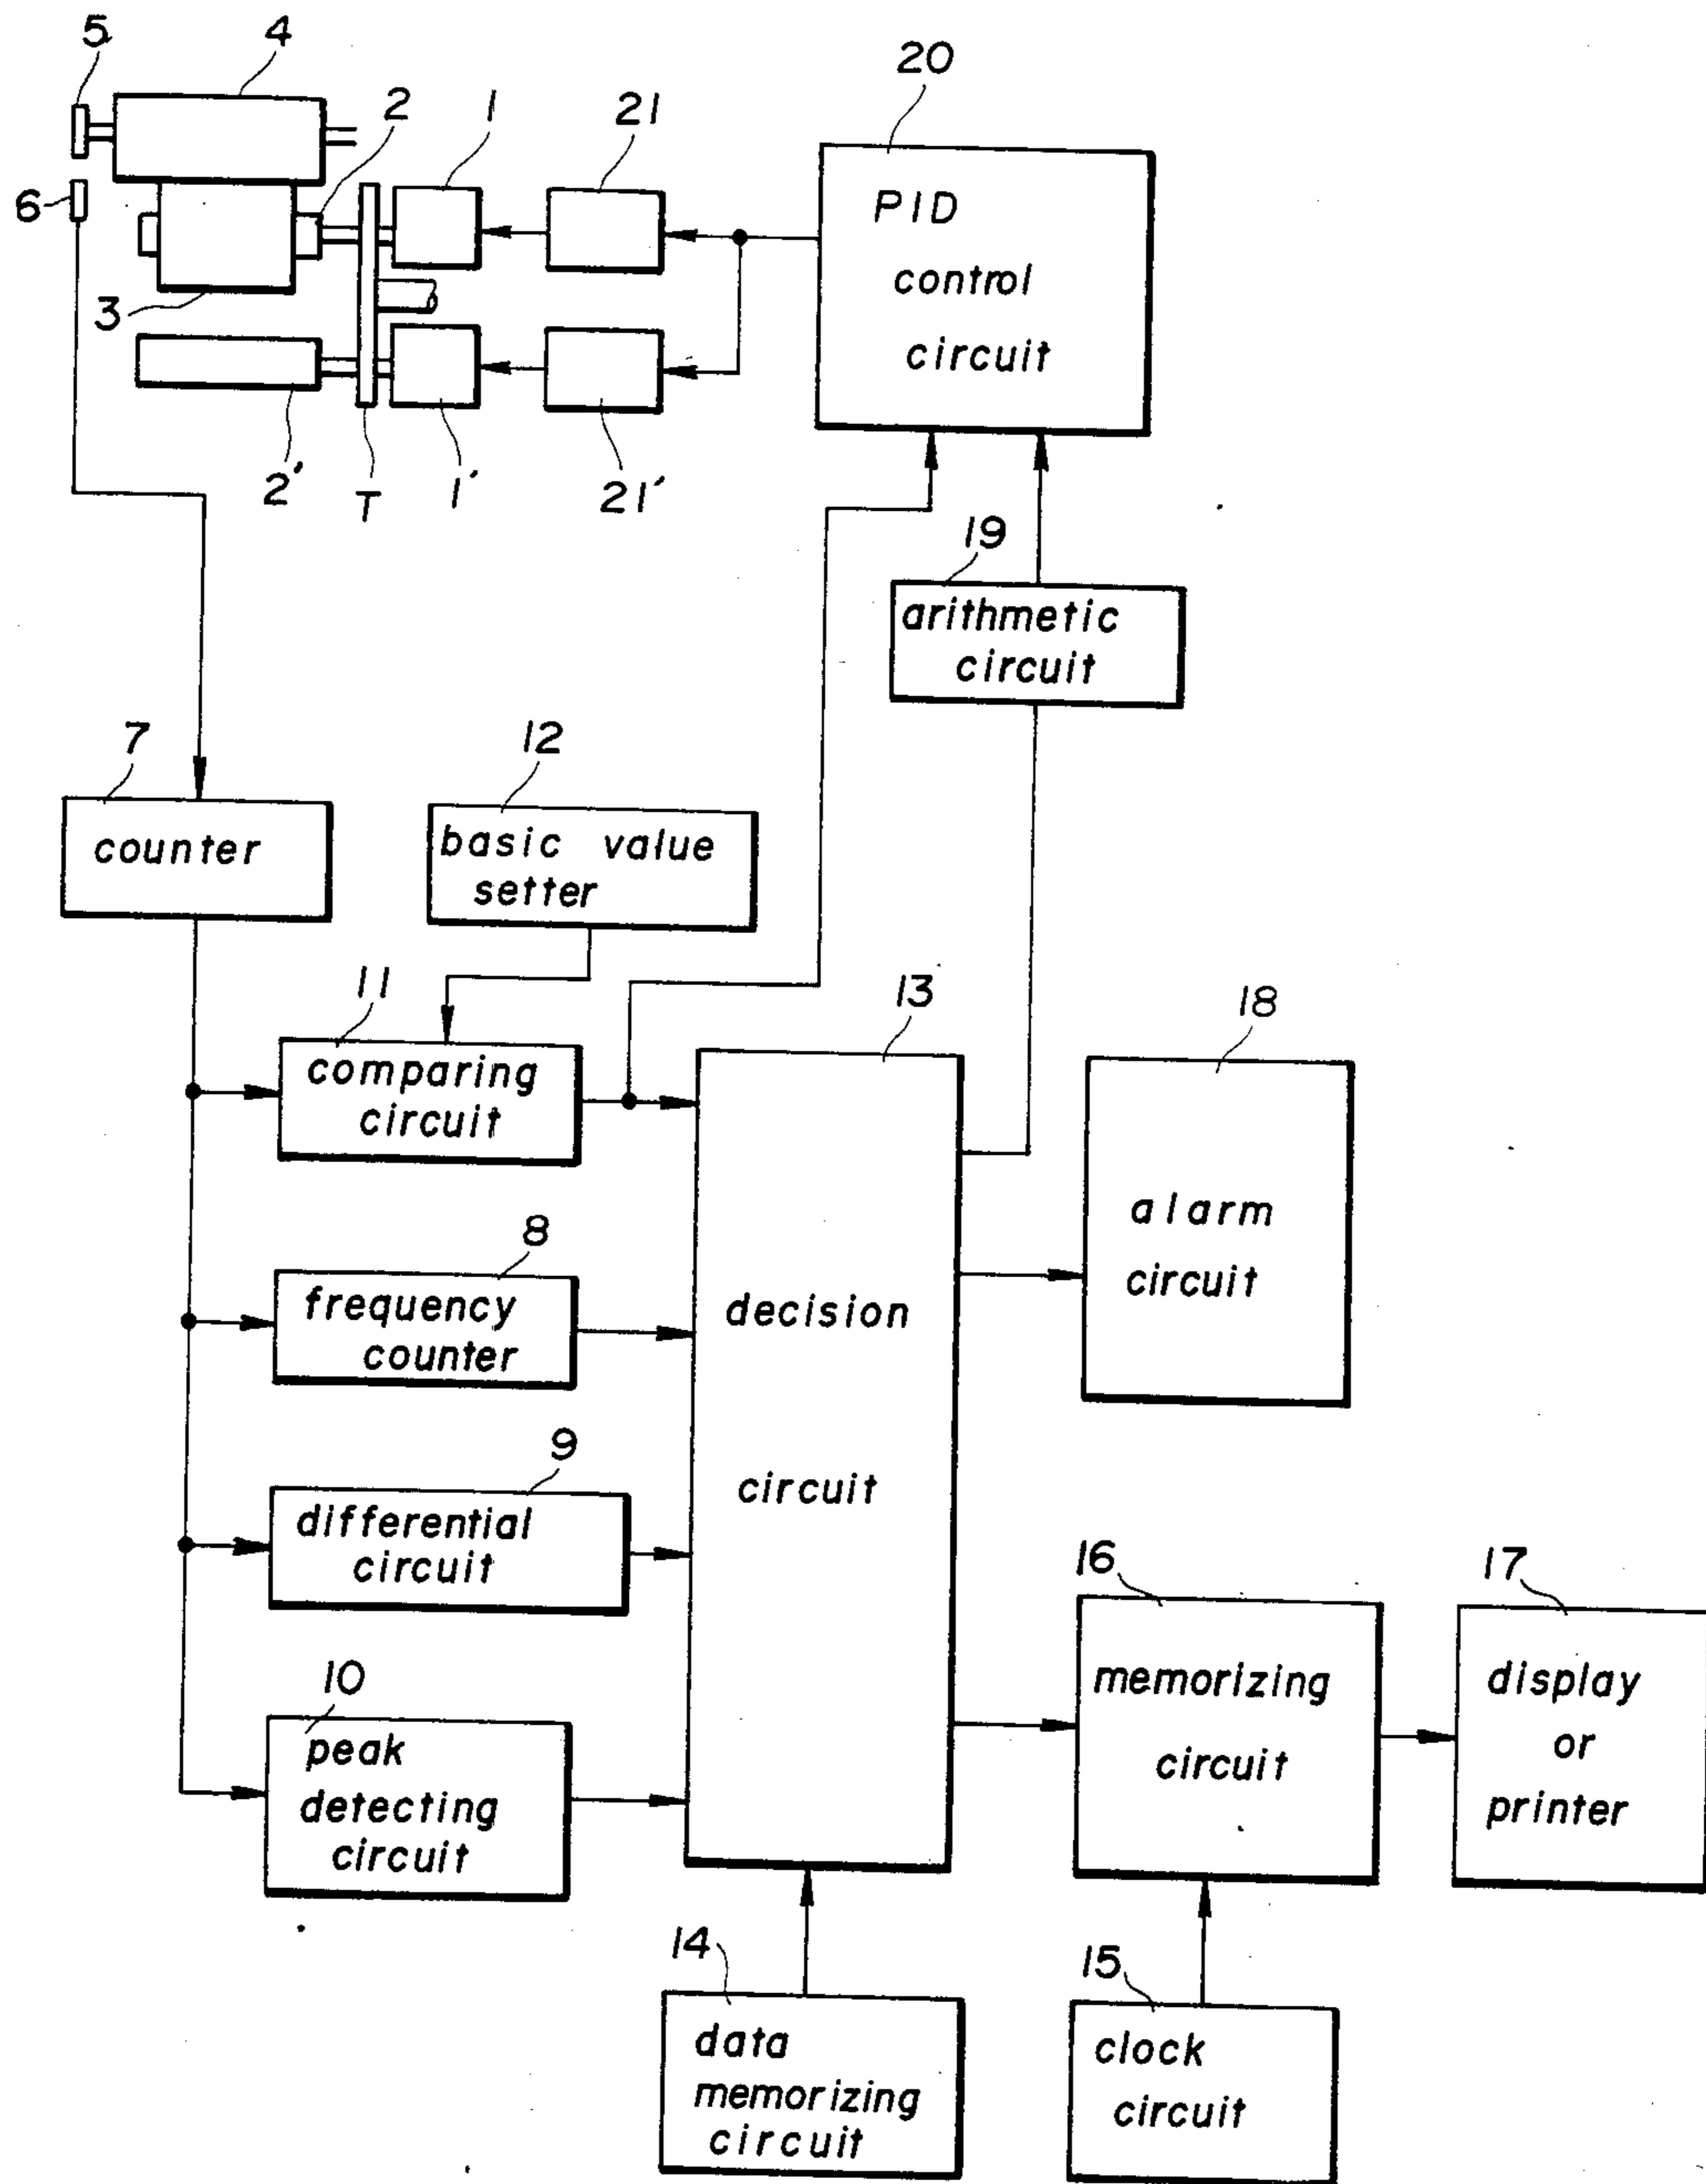 5
4
2
1
21
20
6
PID
control
circuit
3
2'
T
1'
21'
19
arithmetic
circuit
7
counter
12
basic value
setter
11
comparing
circuit
13
18
8
frequency
counter
decision
circuit
alarm
circuit
9
differential
circuit
10
peak
detecting
circuit
16
memorizing
circuit
17
display
or
printer
14
data
memorizing
circuit
15
clock
circuit